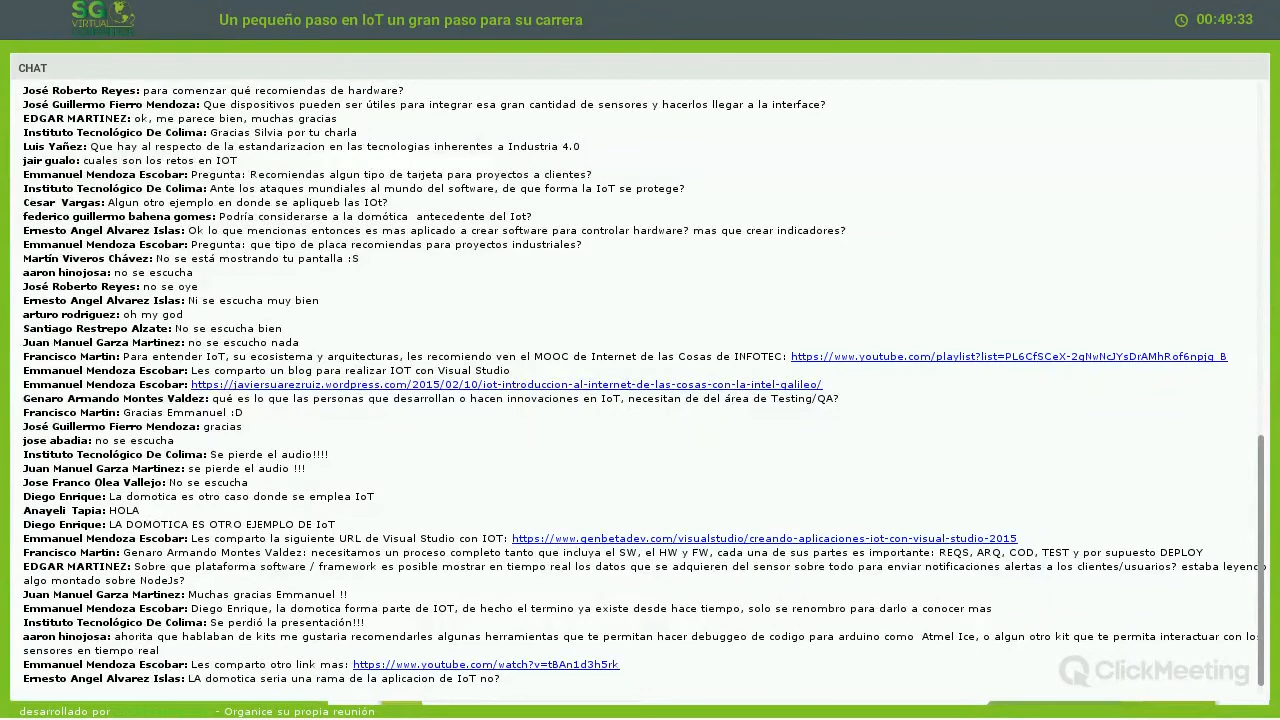 SG
VIRTUAL
Un pequeño paso en IoT un gran paso para su carrera
00:49:33
CHAT
José Roberto Reyes: para comenzar qué recomiendas de hardware?
José Guillermo Fierro Mendoza: Que dispositivos pueden ser útiles para integrar esa gran cantidad de sensores y hacerlos llegar a la interface?
EDGAR MARTINEZ: ok, me parece bien, muchas gracias
Instituto Tecnológico De Colima: Gracias Silvia por tu charla
Luis Yañez: Que hay al respecto de la estandarizacion en las tecnologias inherentes a Industria 4.0
jair gualo: cuales son los retos en IOT
Emmanuel Mendoza Escobar: Pregunta: Recomiendas algun tipo de tarjeta para proyectos a clientes?
Instituto Tecnológico De Colima: Ante los ataques mundiales al mundo del software, de que forma la IoT se protege?
Cesar Vargas: Algun otro ejemplo en donde se apliqueb las IOt?
federico guillermo bahena gomes: Podría considerarse a la domótica antecedente del Iot?
Ernesto Angel Alvarez Islas: Ok lo que mencionas entonces es mas aplicado a crear software para controlar hardware? mas que crear indicadores?
Emmanuel Mendoza Escobar: Pregunta: que tipo de placa recomiendas para proyectos industriales?
Martín Viveros Chávez: No se está mostrando tu pantalla :S
aaron hinojosa: no se escucha
José Roberto Reyes: no se oye
Ernesto Angel Alvarez Islas: Ni se escucha muy bien
arturo rodriguez: oh my god
Santiago Restrepo Alzate: No se escucha bien
Juan Manuel Garza Martinez: no se escucho nada
Francisco Martin: Para entender IoT, su ecosistema y arquitecturas, les recomiendo ven el MOOC de Internet de las Cosas de INFOTEC: https://www.youtube.com/playlist?list=PL6CfSCeX-2qNwNcJYsDrAMhRof6npjq_B
Emmanuel Mendoza Escobar: Les comparto un blog para realizar IOT con Visual Studio
Emmanuel Mendoza Escobar: https://javiersuarezruiz.wordpress.com/2015/02/10/iot-introduccion-al-internet-de-las-cosas-con-la-intel-galileo/
Genaro Armando Montes Valdez: qué es lo que las personas que desarrollan o hacen innovaciones en IoT, necesitan de del área de Testing/QA?
Francisco Martin: Gracias Emmanuel :D
José Guillermo Fierro Mendoza: gracias
jose abadia: no se escucha
Instituto Tecnológico De Colima: Se pierde el audio!!!!
Juan Manuel Garza Martinez: se pierde el audio !!!
Jose Franco Olea Vallejo: No se escucha
Diego Enrique: La domotica es otro caso donde se emplea IoT
Anayeli Tapia: HOLA
Diego Enrique: LA DOMOTICA ES OTRO EJEMPLO DE IoT
Emmanuel Mendoza Escobar: Les comparto la siguiente URL de Visual Studio con IOT: https://www.genbetadev.com/visualstudio/creando-aplicaciones-iot-con-visual-studio-2015
Francisco Martin: Genaro Armando Montes Valdez: necesitamos un proceso completo tanto que incluya el SW, el HW y FW, cada una de sus partes es importante: REQS, ARQ, COD, TEST y por supuesto DEPLOY
EDGAR MARTINEZ: Sobre que plataforma software / framework es posible mostrar en tiempo real los datos que se adquieren del sensor sobre todo para enviar notificaciones alertas a los clientes/usuarios? estaba leyendo
algo montado sobre NodeJs?
Juan Manuel Garza Martinez: Muchas gracias Emmanuel !!
Emmanuel Mendoza Escobar: Diego Enrique, la domotica forma parte de IOT, de hecho el termino ya existe desde hace tiempo, solo se renombro para darlo a conocer mas
Instituto Tecnológico De Colima: Se perdió la presentación!!!
aaron hinojosa: ahorita que hablaban de kits me gustaria recomendarles algunas herramientas que te permitan hacer debuggeo de codigo para arduino como Atmel Ice, o algun otro kit que te permita interactuar con los
sensores en tiempo real
Emmanuel Mendoza Escobar: Les comparto otro link mas: https://www.youtube.com/watch?v=tBAn1d3h5rk
Ernesto Angel Alvarez Islas: LA domotica seria una rama de la aplicacion de IoT no?
ClickMeeting
desarrollado por - Organice su propia reunión